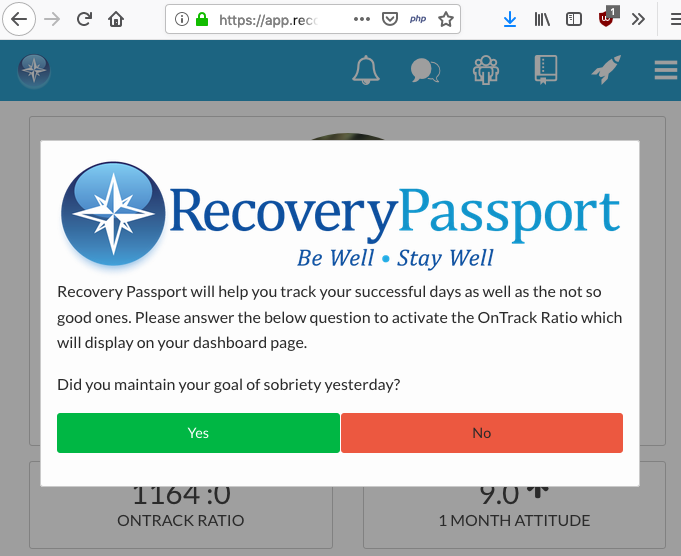 https://app.reco
php
1
RecoveryPassport
Be Well • Stay Well
Recovery Passport will help you track your successful days as well as the not so
good ones. Please answer the below question to activate the OnTrack Ratio which
will display on your dashboard page.
Did you maintain your goal of sobriety yesterday?
Yes No
1164 :0 9.0
ONTRACK RATIO 1 MONTH ATTITUDE